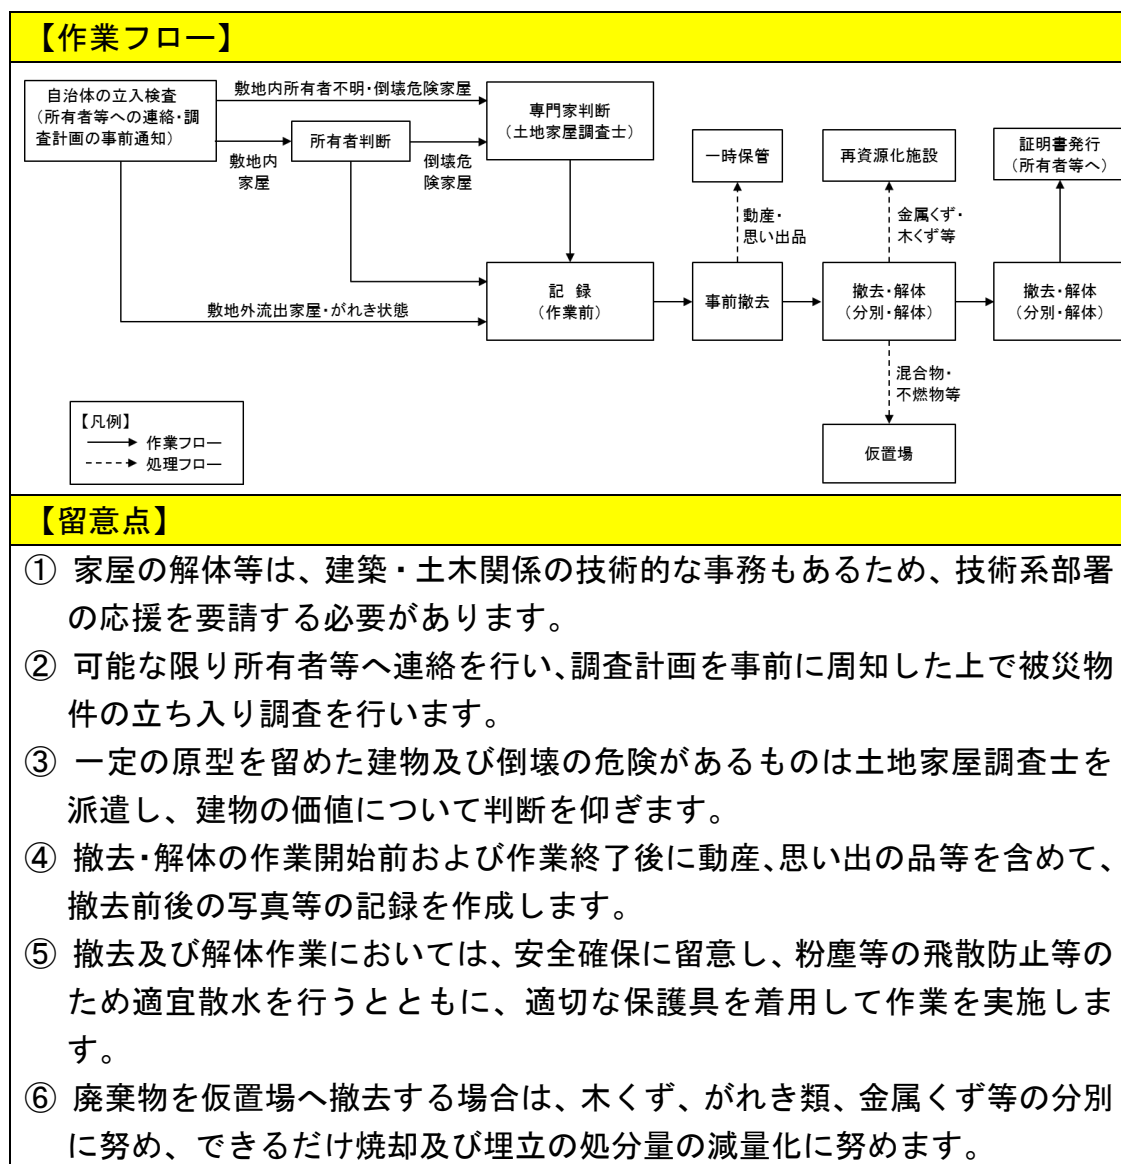 【作業フロー】
自治体の立入検査
（所有者等への連絡・調
査計画の事前通知）
敷地内所有者不明・倒壊危険家屋
専門家判断
（土地家屋調査士）
所有者判断
敷地内
家屋
倒壊危
険家屋
一時保管
再資源化施設
証明書発行
（所有者等へ）
動産・
思い出品
金属くず・
木くず等
敷地外流出家屋・がれき状態
記　録
（作業前）
事前撤去
撤去・解体
（分別・解体）
撤去・解体
（分別・解体）
混合物・
不燃物等
仮置場
【凡例】
作業フロー
処理フロー
【留意点】
① 家屋の解体等は、建築・土木関係の技術的な事務もあるため、技術系部署
の応援を要請する必要があります。
② 可能な限り所有者等へ連絡を行い、調査計画を事前に周知した上で被災物
件の立ち入り調査を行います。
③ 一定の原型を留めた建物及び倒壊の危険があるものは土地家屋調査士を
派遣し、建物の価値について判断を仰ぎます。
④ 撤去・解体の作業開始前および作業終了後に動産、思い出の品等を含めて、
撤去前後の写真等の記録を作成します。
⑤ 撤去及び解体作業においては、安全確保に留意し、粉塵等の飛散防止等の
ため適宜散水を行うとともに、適切な保護具を着用して作業を実施しま
す。
⑥ 廃棄物を仮置場へ撤去する場合は、木くず、がれき類、金属くず等の分別
に努め、できるだけ焼却及び埋立の処分量の減量化に努めます。